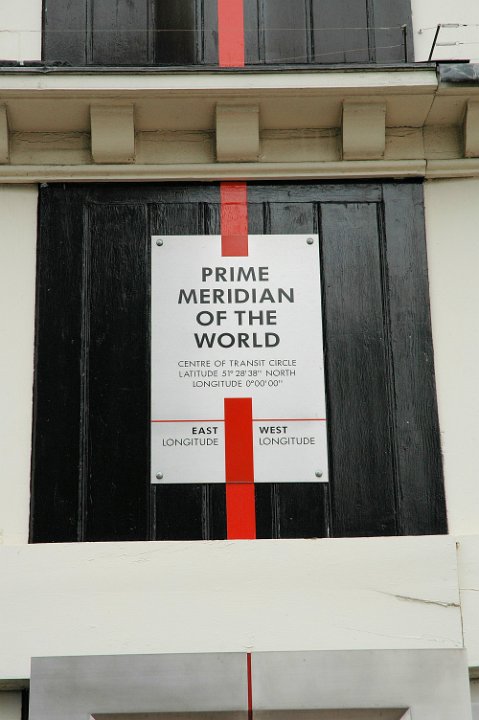 PRIME
MERIDIAN
OF THE
WORLD
CENTRE OF TRANSIT CIRCLE
LATITUDE 51° 28' 38" NORTH
LONGITUDE 0° 00' 00"
EAST
LONGITUDE
WEST
LONGITUDE